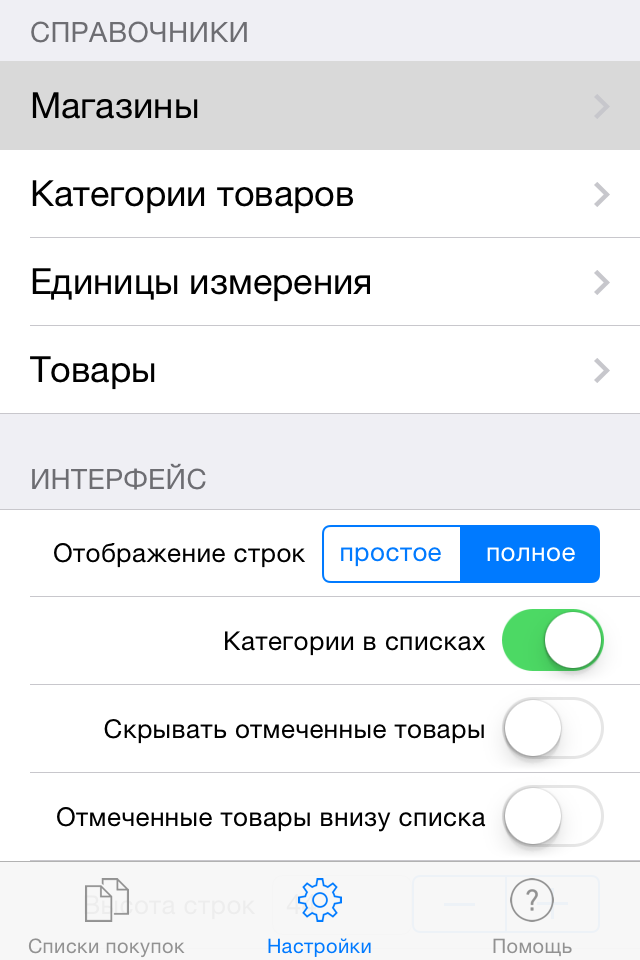 СПРАВОЧНИКИ
Магазины
Категории товаров
Единицы измерения
Товары
ИНТЕРФЕЙС
Отображение строк простое полное
Категории в списках
Скрывать отмеченные товары
Отмеченные товары внизу списка
Высота строк
?
Списки покупок Настройки Помощь